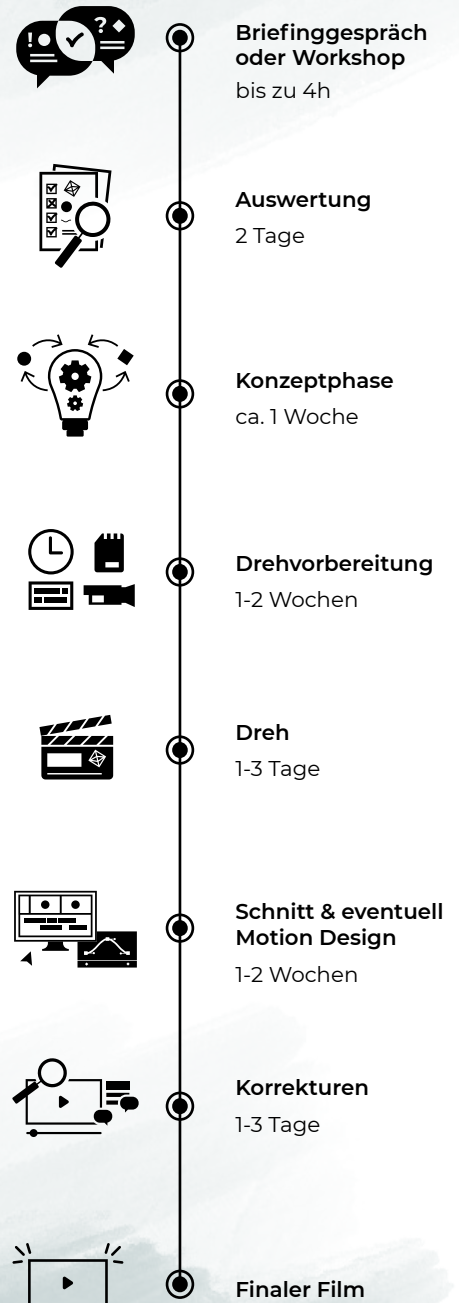 Briefinggespräch
oder Workshop
bis zu 4h
Auswertung
2 Tage
Konzeptphase
ca. 1 Woche
Drehvorbereitung
1-2 Wochen
Dreh
1-3 Tage
Schnitt & eventuell
Motion Design
1-2 Wochen
Korrekturen
1-3 Tage
Finaler Film